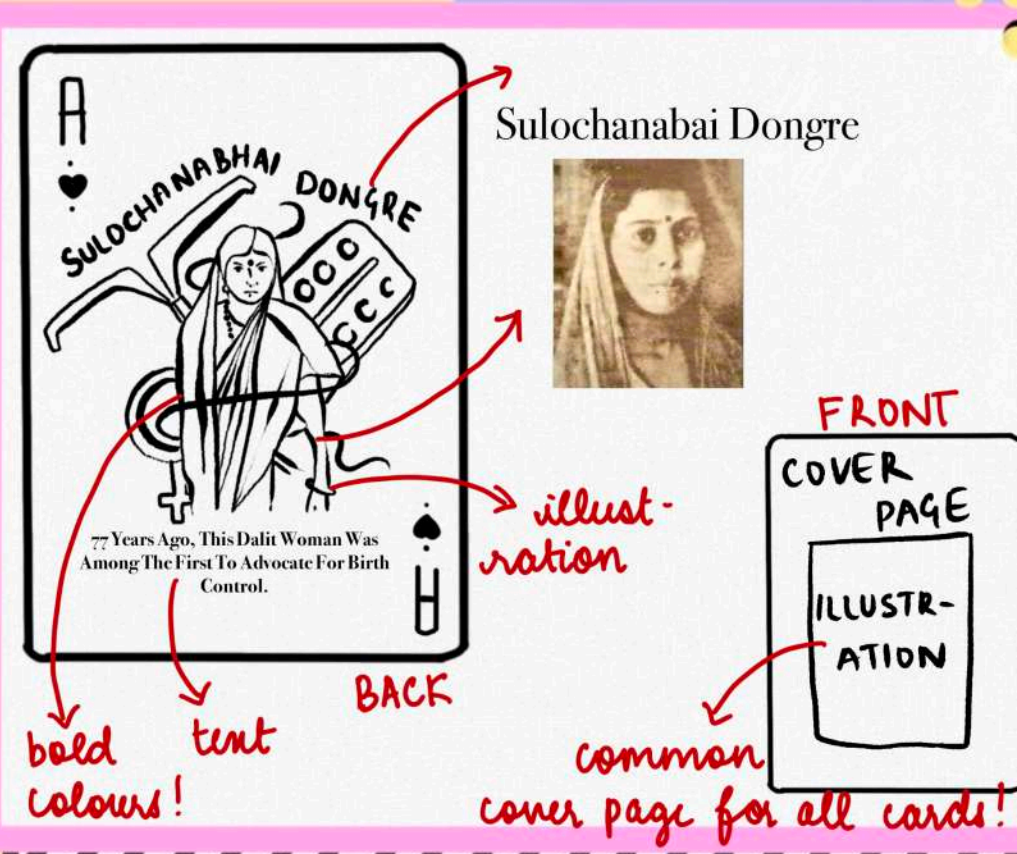 A
SULOCHANABHAI DONGRE
77 Years Ago, This Dalit Woman Was
Among The First To Advocate For Birth
Control.
A
BACK
bold
colours!
text
Sulochanabai Dongre
illust-
ration
FRONT
COVER
PAGE
ILLUSTR-
ATION
common
cover page for all cards!